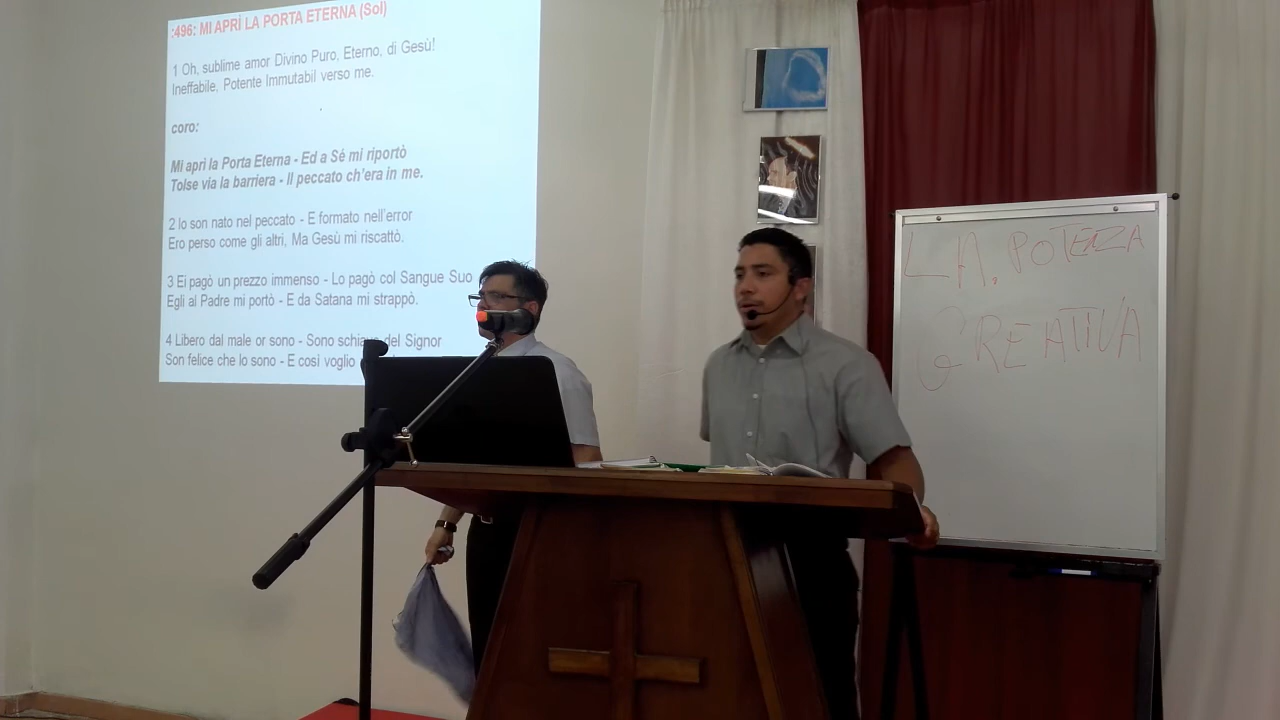 :496: MI APRÌ LA PORTA ETERNA (Sol)
1 Oh, sublime amor Divino Puro, Eterno, di Gesù!
Ineffabile, Potente Immutabil verso me.
coro:
Mi aprì la Porta Eterna - Ed a Sé mi riportò
Tolse via la barriera - Il peccato ch'era in me.
2 Io son nato nel peccato - E formato nell'error
Ero perso come gli altri, Ma Gesù mi riscattò.
3 Ei pagò un prezzo immenso - Lo pagò col Sangue Suo
Egli al Padre mi portò - E da Satana mi strappò.
4 Libero dal male or sono - Sono del Signor
Son felice che lo sono - E così voglio
LA. POTENZA
CREATIVA